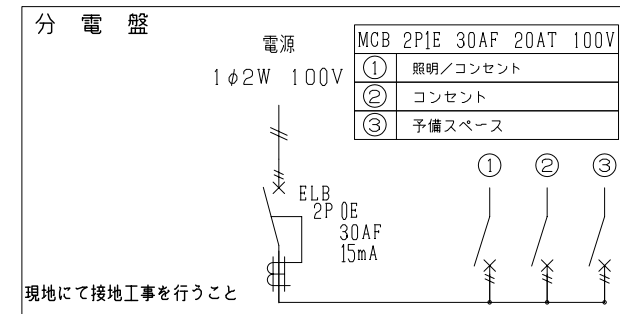 分 電 盤
電源
1φ2W 100V
MCB 2P1E 30AF 20AT 100V
① 照明／コンセント
② コンセント
③ 予備スペース
① ② ③
ELB
2P 0E
30AF
15mA
現地にて接地工事を行うこと